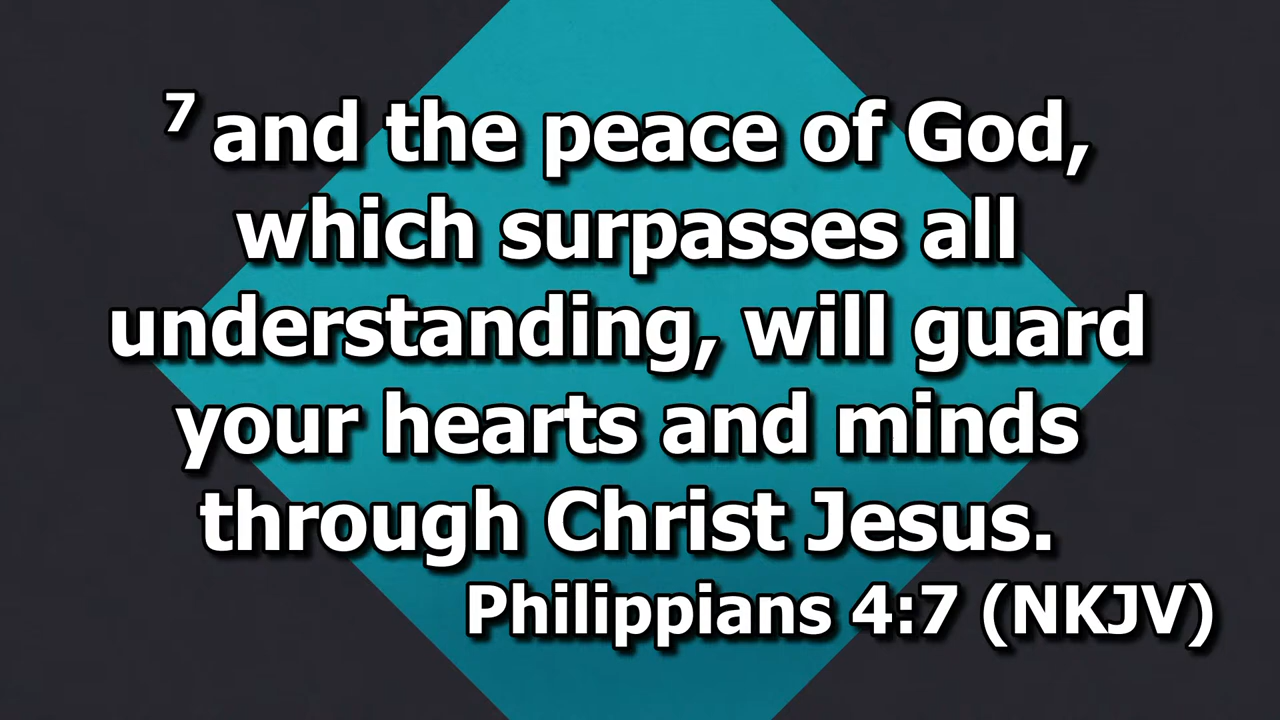 7 and the peace of God,
which surpasses all
understanding, will guard
your hearts and minds
through Christ Jesus.
Philippians 4:7 (NKJV)